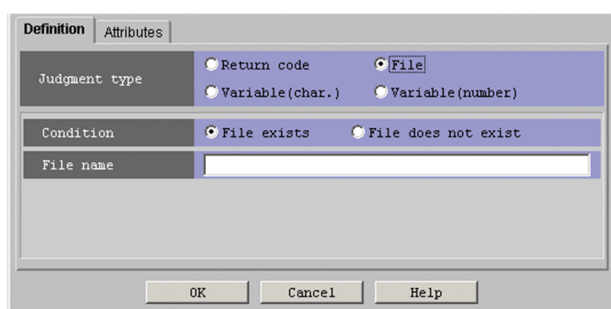 Definition Attributes
Judgment type
Return code File
Variable(char.) Variable(number)
Condition File exists File does not exist
File name
OK Cancel Help